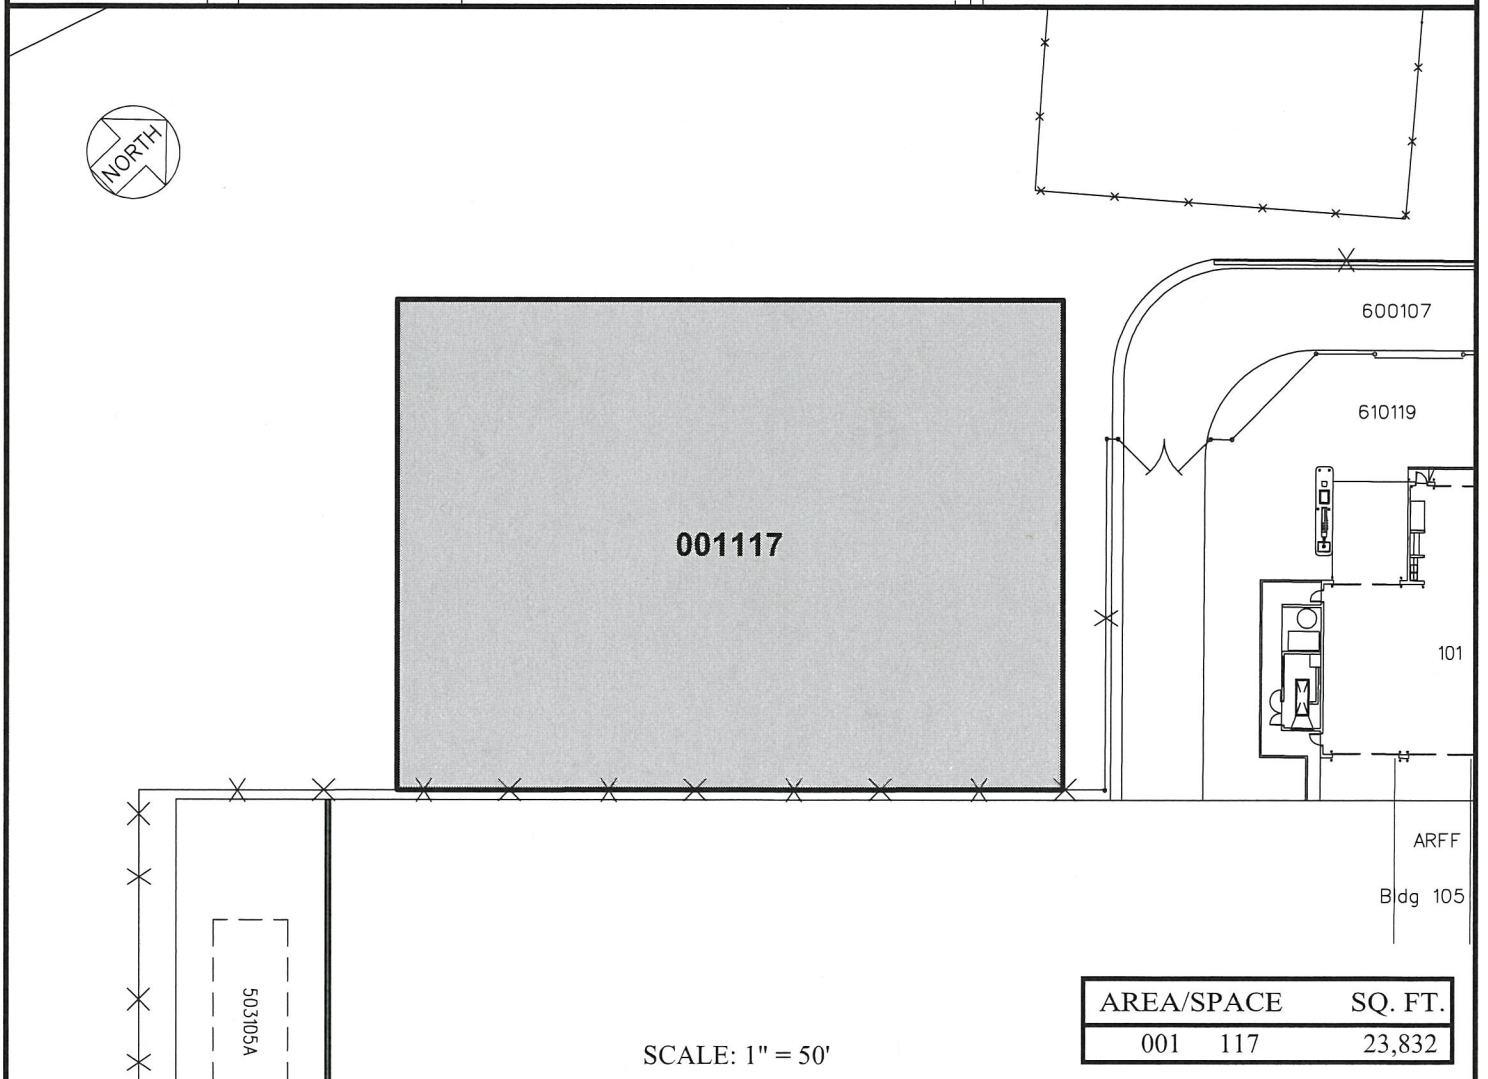 NORTH
600107
610119
001117
101
ARFF
Bldg 105
503105A
AREA/SPACE SQ. FT.
001 117 23,832
SCALE: 1" = 50'